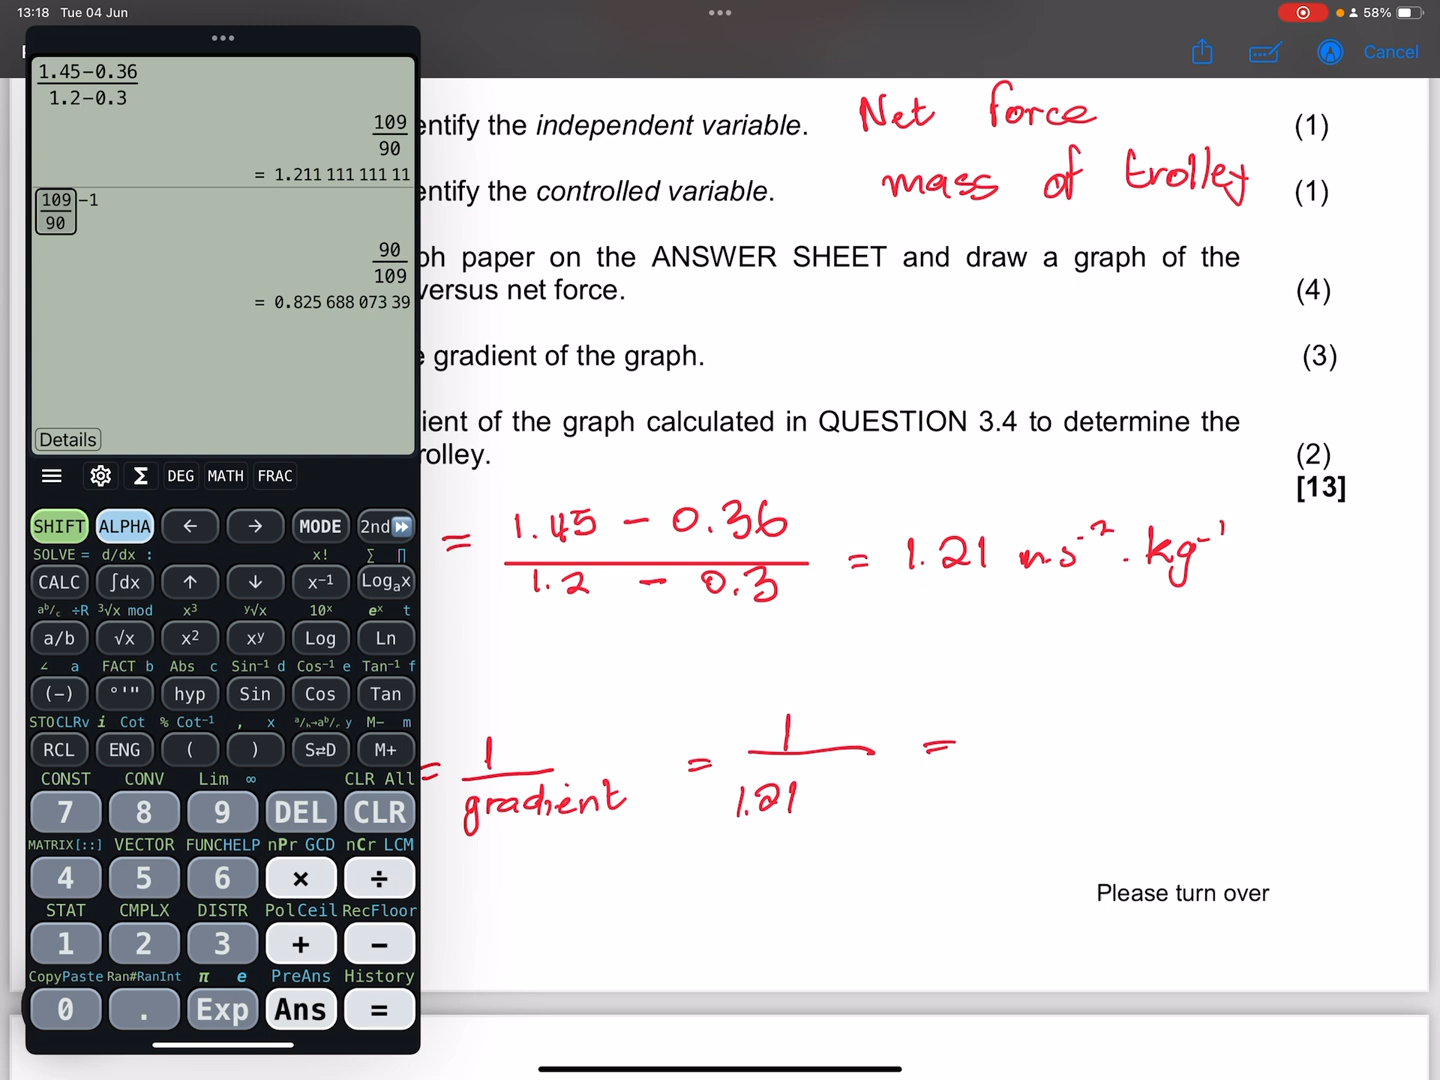 13:18 Tue 04 Jun
58%
Cancel
1.45−0.36
1.2−0.3
109
90
= 1.211 111 111 11
109
90
-1
90
109
= 0.825 688 073 39
Details
DEG MATH FRAC
SHIFT ALPHA ← → MODE 2nd
SOLVE = d/dx : x! ∑ ∏
CALC ∫dx ↑ ↓ x⁻¹ Logₐx
aᵇ/c ÷R ³√x mod x³ ʸ√x 10ˣ eˣ t
a/b √x x² xʸ Log Ln
∠ a FACT b Abs c Sin⁻¹ d Cos⁻¹ e Tan⁻¹ f
(−) °'" hyp Sin Cos Tan
STO CLRv i Cot % Cot⁻¹ , x y M− m
RCL ENG ( ) S⇄D M+
CONST CONV Lim ∞ CLR All
7 8 9 DEL CLR
MATRIX[::] VECTOR FUNC HELP nPr GCD nCr LCM
4 5 6 × ÷
STAT CMPLX DISTR Pol Ceil Rec Floor
1 2 3 + −
Copy Paste Ran# RanInt π e PreAns History
0 . Exp Ans =
entify the independent variable. Net force (1)
entify the controlled variable. mass of trolley (1)
ph paper on the ANSWER SHEET and draw a graph of the
versus net force. (4)
e gradient of the graph. (3)
ient of the graph calculated in QUESTION 3.4 to determine the
rolley. (2)
[13]
= 1.45 − 0.36
1.2 − 0.3
= 1.21 m.s⁻². kg⁻¹
= 1
gradient
= 1
1.21
=
Please turn over